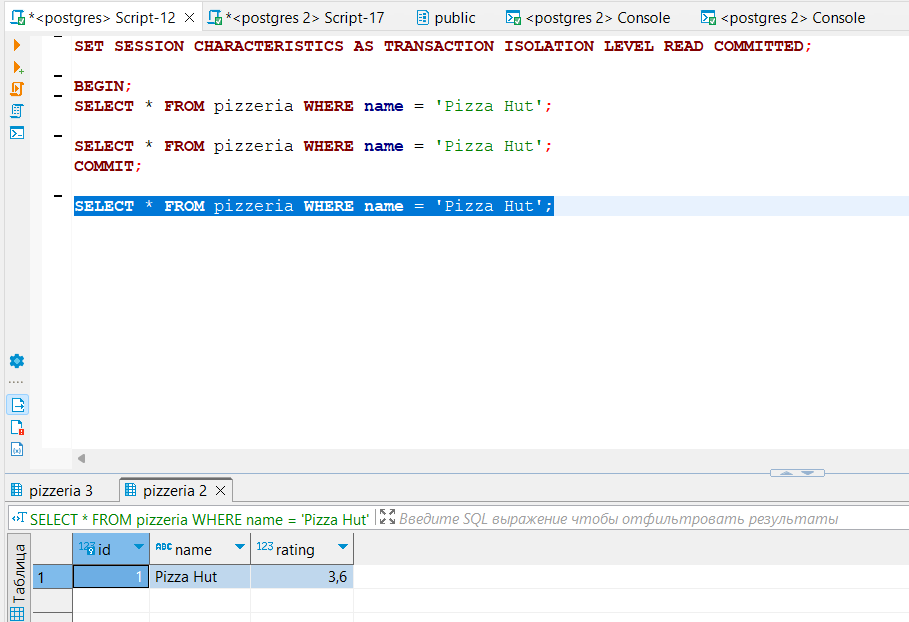 *<postgres> Script-12
*<postgres 2> Script-17
public
<postgres 2> Console
<postgres 2> Console
SET SESSION CHARACTERISTICS AS TRANSACTION ISOLATION LEVEL READ COMMITTED;
BEGIN;
SELECT * FROM pizzeria WHERE name = 'Pizza Hut';
SELECT * FROM pizzeria WHERE name = 'Pizza Hut';
COMMIT;
SELECT * FROM pizzeria WHERE name = 'Pizza Hut';
pizzeria 3
pizzeria 2
SELECT * FROM pizzeria WHERE name = 'Pizza Hut'
Введите SQL выражение чтобы отфильтровать результаты
Таблица
123 id
ABC name
123 rating
1
1
Pizza Hut
3,6